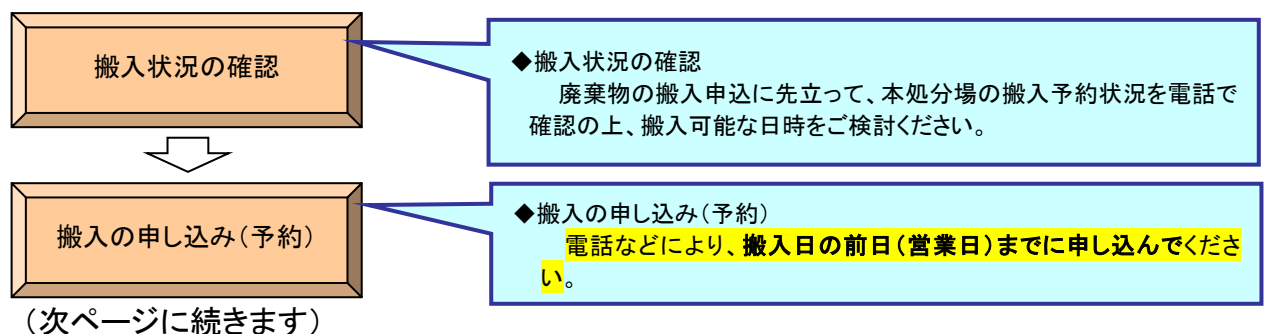 搬入状況の確認
◆搬入状況の確認
廃棄物の搬入申込に先立って、本処分場の搬入予約状況を電話で
確認の上、搬入可能な日時をご検討ください。
搬入の申し込み(予約)
◆搬入の申し込み(予約)
電話などにより、搬入日の前日(営業日)までに申し込んでくださ
い。
(次ページに続きます)